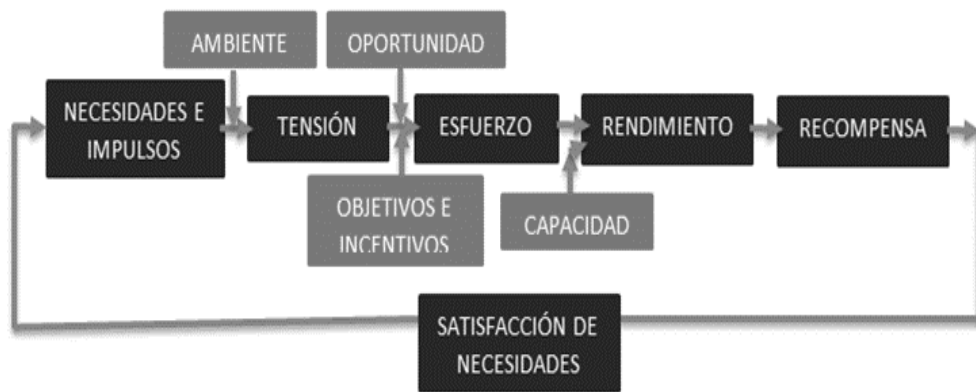 AMBIENTE
OPORTUNIDAD
NECESIDADES E
IMPULSOS
TENSIÓN
ESFUERZO
RENDIMIENTO
RECOMPENSA
OBJETIVOS E
INCENTIVOS
CAPACIDAD
SATISFACCIÓN DE
NECESIDADES